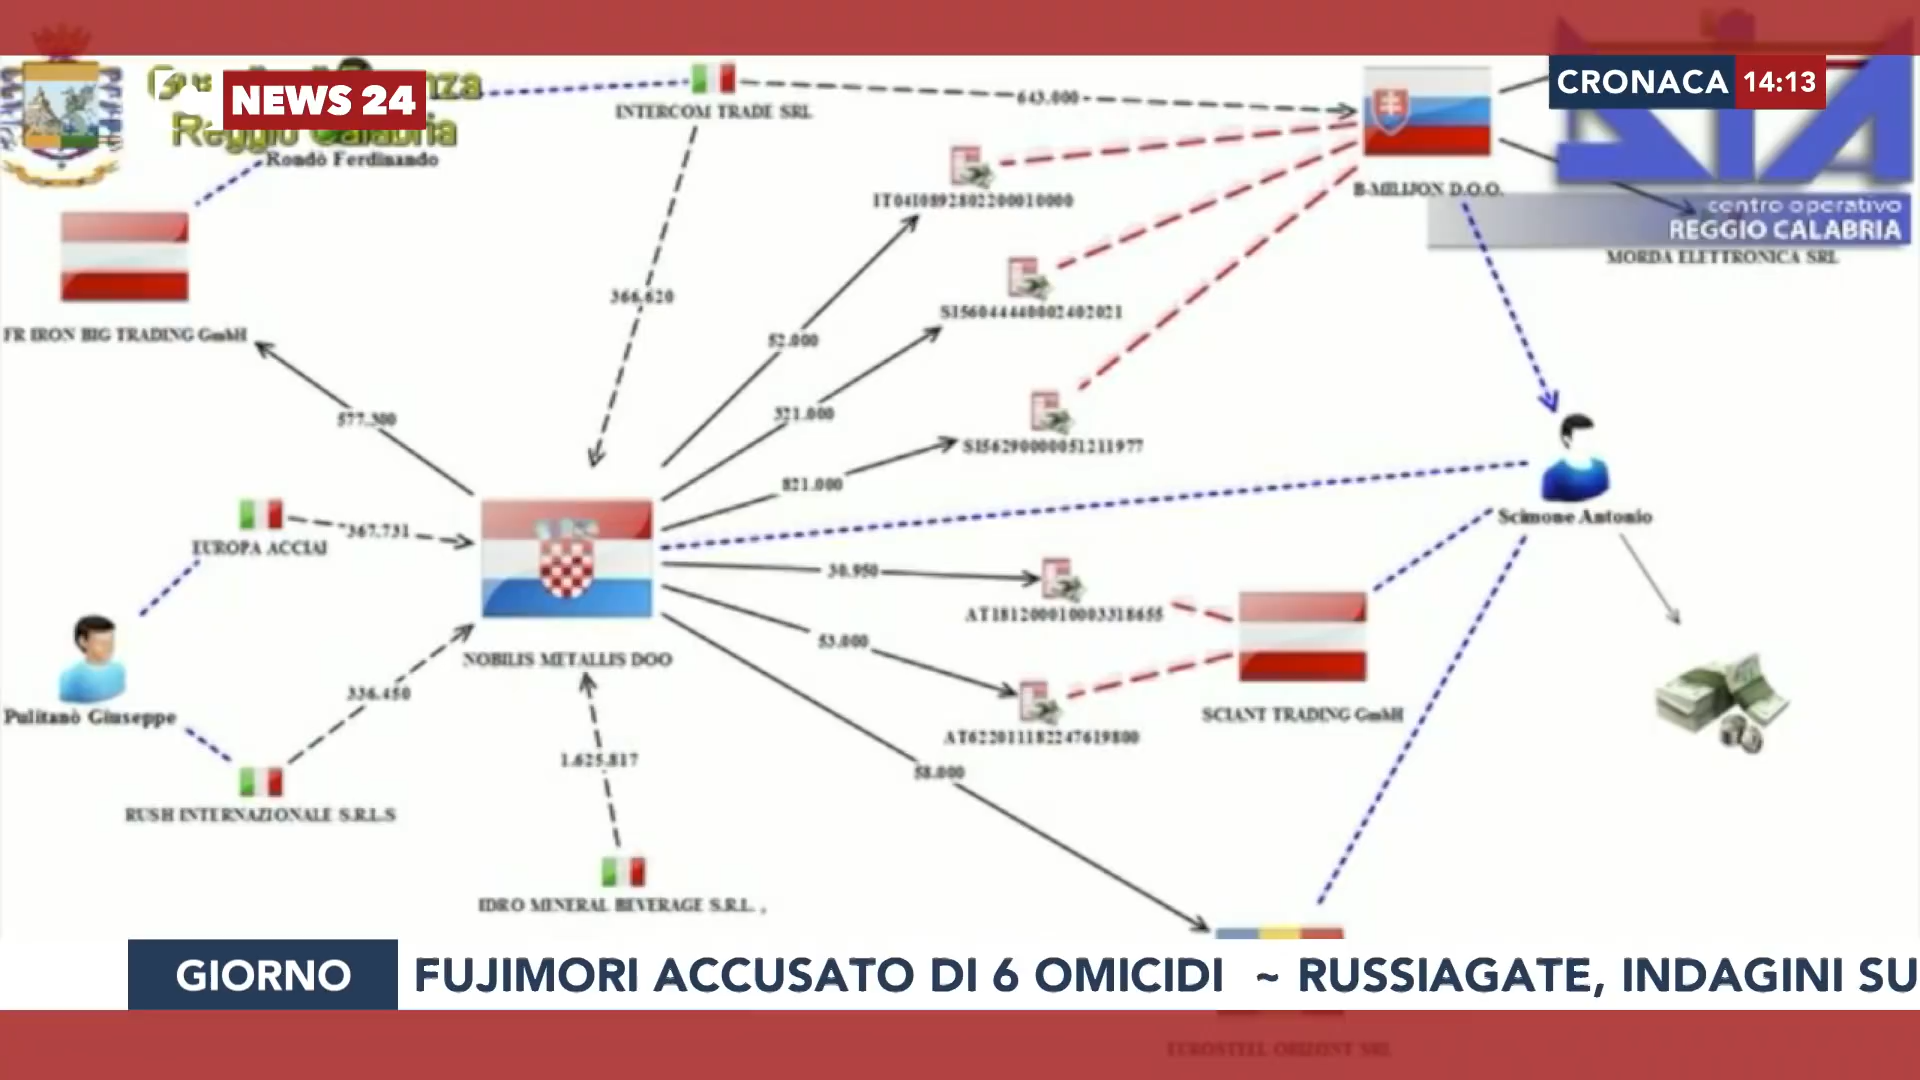 NEWS 24
Reggio Calabria
Rondò Ferdinando
INTERCOM TRADE SRL
643.000
CRONACA 14:13
B-MILIJON D.O.O.
centro operativo
REGGIO CALABRIA
MORDA ELETTRONICA SRL
IT04I0892802200010000
SI56044440002402021
SI56290000051211977
366.620
52.000
321.000
821.000
FR IRON BIG TRADING GmbH
577.300
EUROPA ACCIAI
367.731
Scimone Antonio
30.950
AT181200010003318655
53.000
AT622011182247619800
SCIANT TRADING GmbH
NOBILIS METALLIS DOO
Pulitanò Giuseppe
336.450
RUSH INTERNAZIONALE S.R.L.S
1.625.817
58.000
IDRO MINERAL BEVERAGE S.R.L. ,
GIORNO
FUJIMORI ACCUSATO DI 6 OMICIDI ~ RUSSIAGATE, INDAGINI SU